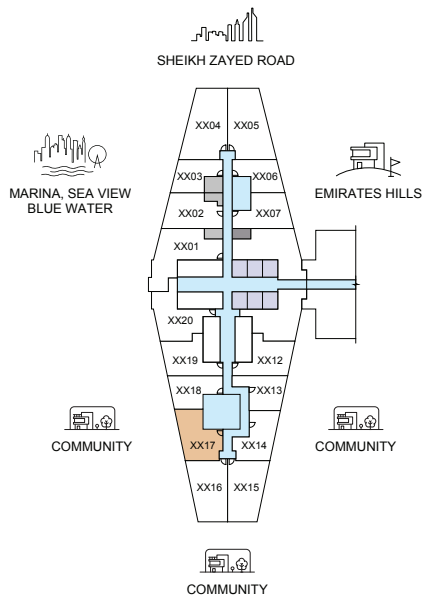 SHEIKH ZAYED ROAD
XX04 XX05
XX03 XX06
MARINA, SEA VIEW
BLUE WATER
EMIRATES HILLS
XX02 XX07
XX01
XX20
XX19 XX12
XX18 XX13
COMMUNITY
COMMUNITY
XX17 XX14
XX16 XX15
COMMUNITY